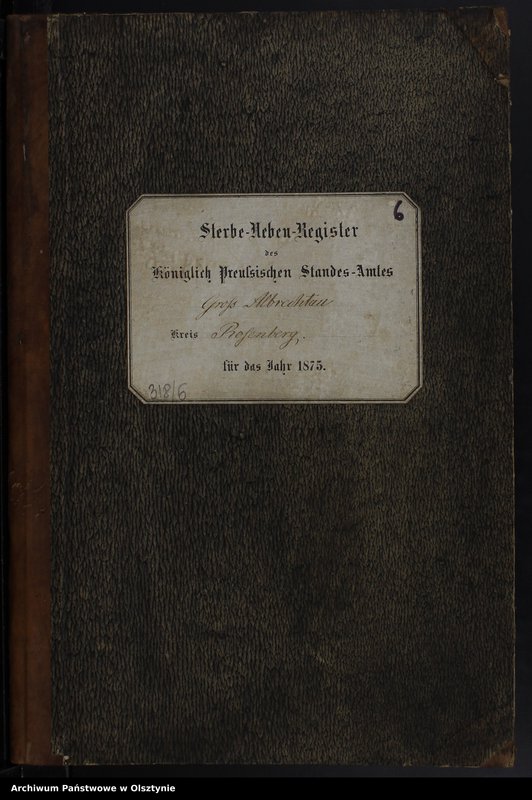 6
Sterbe-Neben-Register
des
Königlich Preußischen Standes-Amtes
Groß Albrechtau
Kreis Rosenberg.
für das Jahr 1875.
318/6
Archiwum Państwowe w Olsztynie